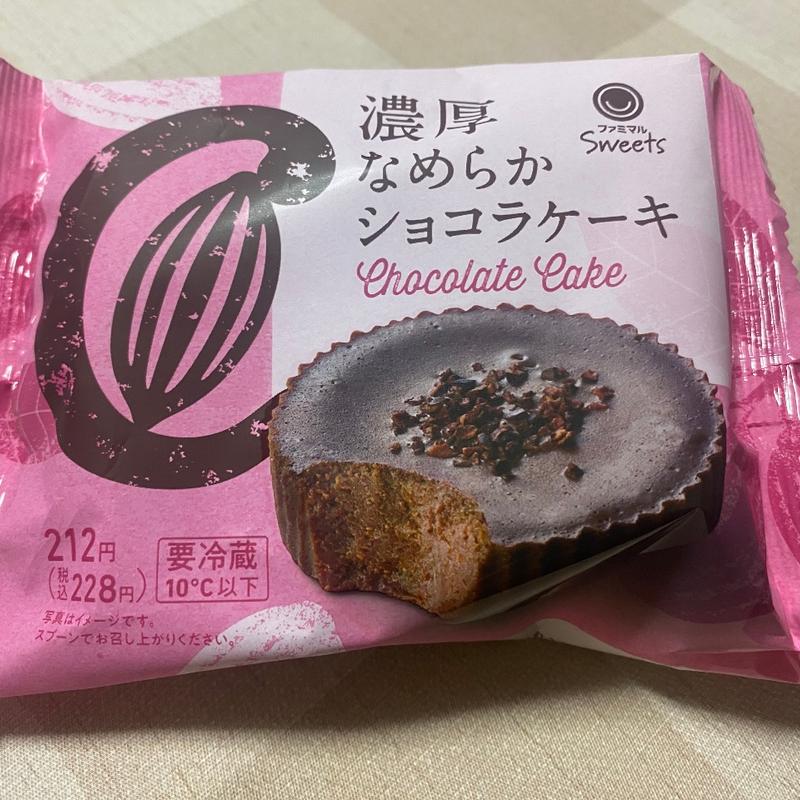 濃厚
なめらか
ショコラケーキ
Chocolate Cake
ファミマル
Sweets
212円
(税込228円)
要冷蔵
10℃以下
写真はイメージです。
スプーンでお召し上がりください。